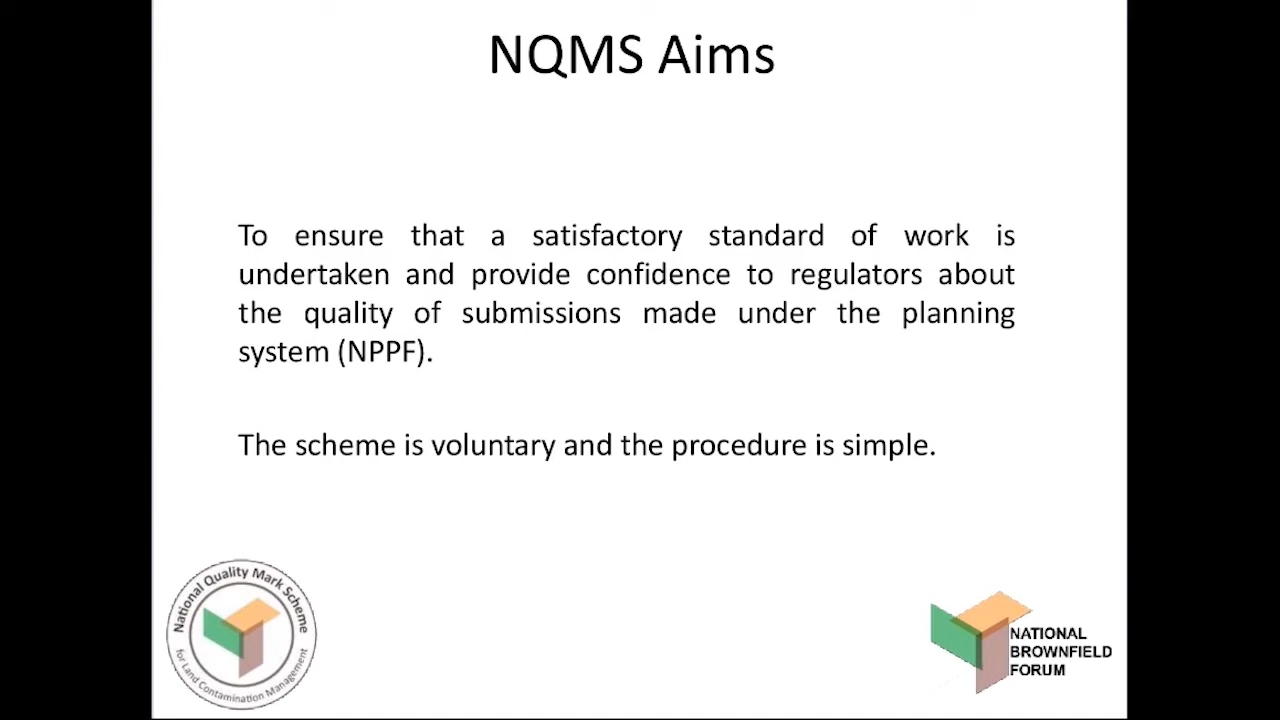 NQMS Aims
To ensure that a satisfactory standard of work is
undertaken and provide confidence to regulators about
the quality of submissions made under the planning
system (NPPF).
The scheme is voluntary and the procedure is simple.
National Quality Mark Scheme
for Land Contamination Management
NATIONAL
BROWNFIELD
FORUM